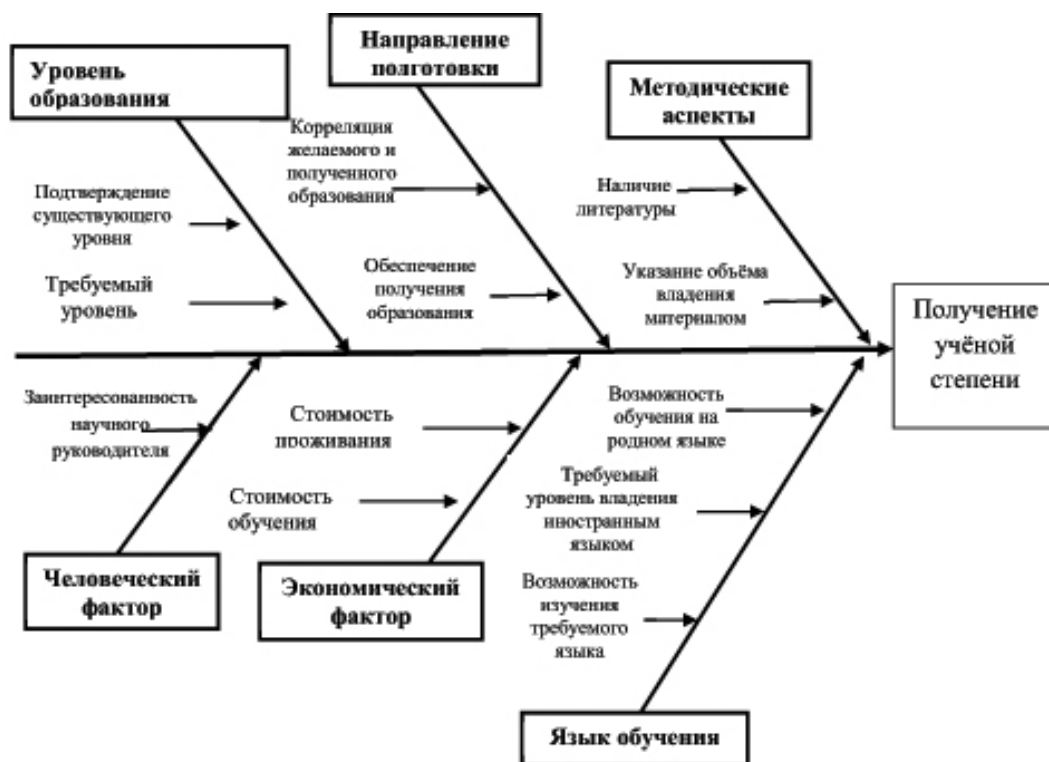 Уровень
образования
Направление
полготовки
Методические
аспекты
Корреляция
желаемого и
полученного
образования
Подтверждение
существующего
уровня
Требуемый
уровень
Обеспечение
получения
образования
Наличие
литературы
Указание объёма
владения
материалом
Получение
учёной
степени
Заинтересованность
научного
руководителя
Стоимость
проживания
Стоимость
обучения
Возможность
обучения на
родном языке
Требуемый
уровень владения
иностранным
языком
Возможность
изучения
требуемого
языка
Человеческий
фактор
Экономический
фактор
Язык обучения